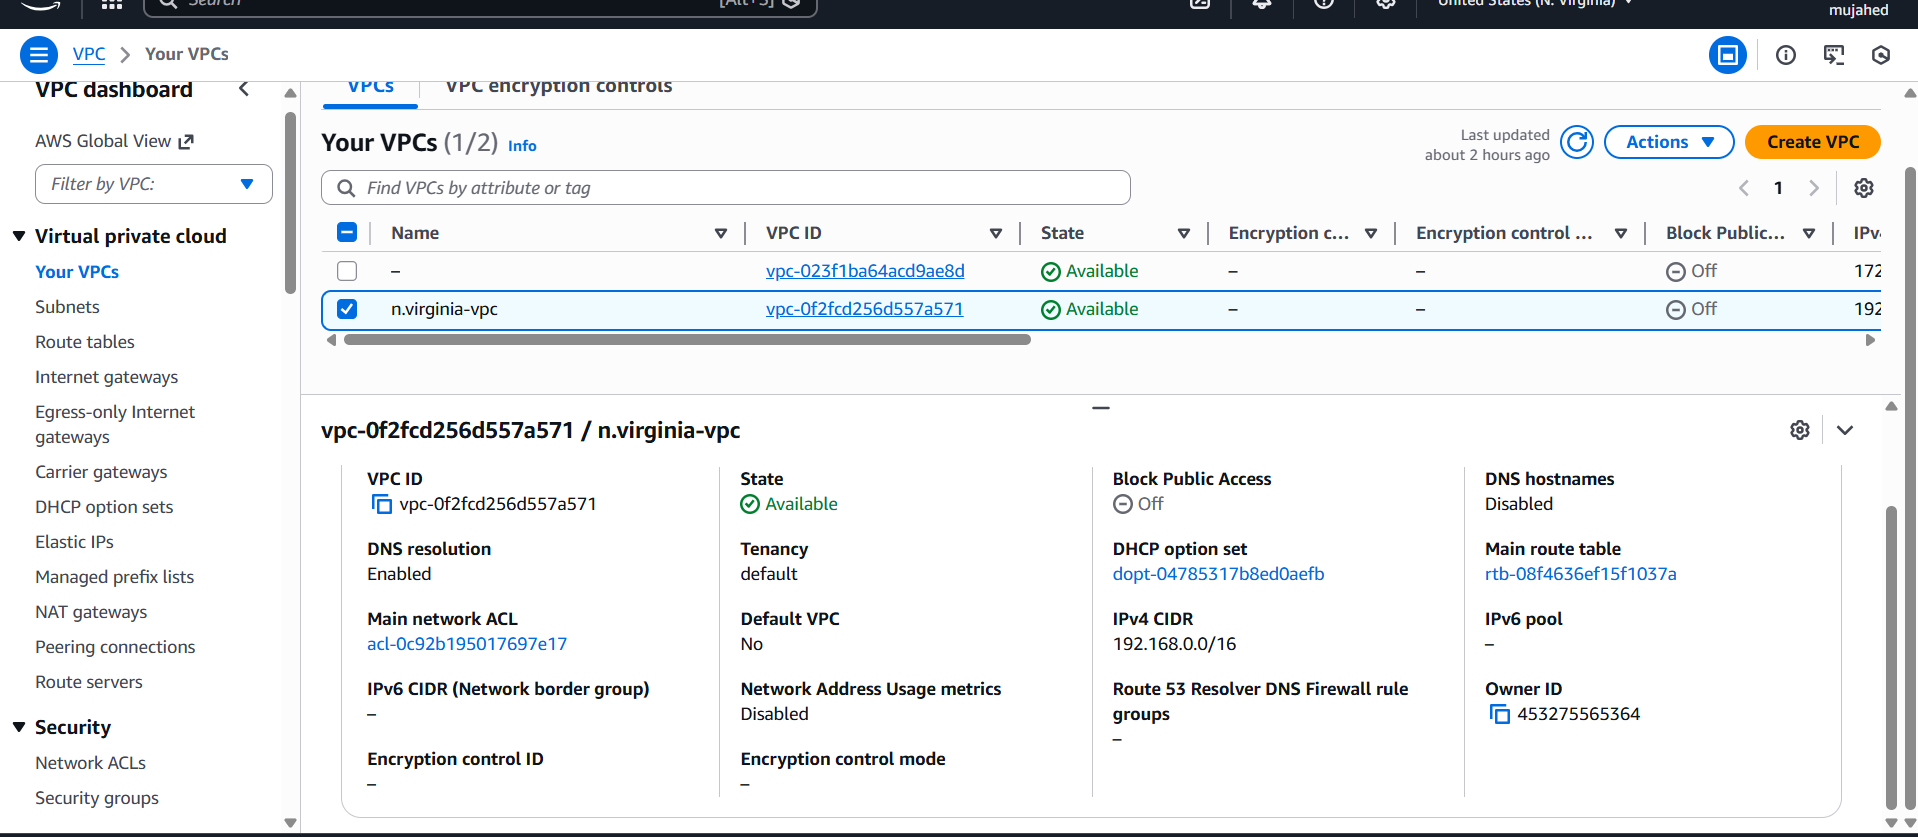 Search
[Alt+S]
United States (N. Virginia)
mujahed
VPC
Your VPCs
VPC dashboard
AWS Global View
Filter by VPC:
Virtual private cloud
Your VPCs
Subnets
Route tables
Internet gateways
Egress-only Internet
gateways
Carrier gateways
DHCP option sets
Elastic IPs
Managed prefix lists
NAT gateways
Peering connections
Route servers
Security
Network ACLs
Security groups
VPCs
VPC encryption controls
Your VPCs (1/2) Info
Last updated
about 2 hours ago
Actions
Create VPC
Find VPCs by attribute or tag
1
Name VPC ID State Encryption c... Encryption control ... Block Public... IPv
– vpc-023f1ba64acd9ae8d Available – – Off 172
n.virginia-vpc vpc-0f2fcd256d557a571 Available – – Off 192
vpc-0f2fcd256d557a571 / n.virginia-vpc
VPC ID
vpc-0f2fcd256d557a571
State
Available
Block Public Access
Off
DNS hostnames
Disabled
DNS resolution
Enabled
Tenancy
default
DHCP option set
dopt-04785317b8ed0aefb
Main route table
rtb-08f4636ef15f1037a
Main network ACL
acl-0c92b195017697e17
Default VPC
No
IPv4 CIDR
192.168.0.0/16
IPv6 pool
–
IPv6 CIDR (Network border group)
–
Network Address Usage metrics
Disabled
Route 53 Resolver DNS Firewall rule
groups
–
Owner ID
453275565364
Encryption control ID
–
Encryption control mode
–